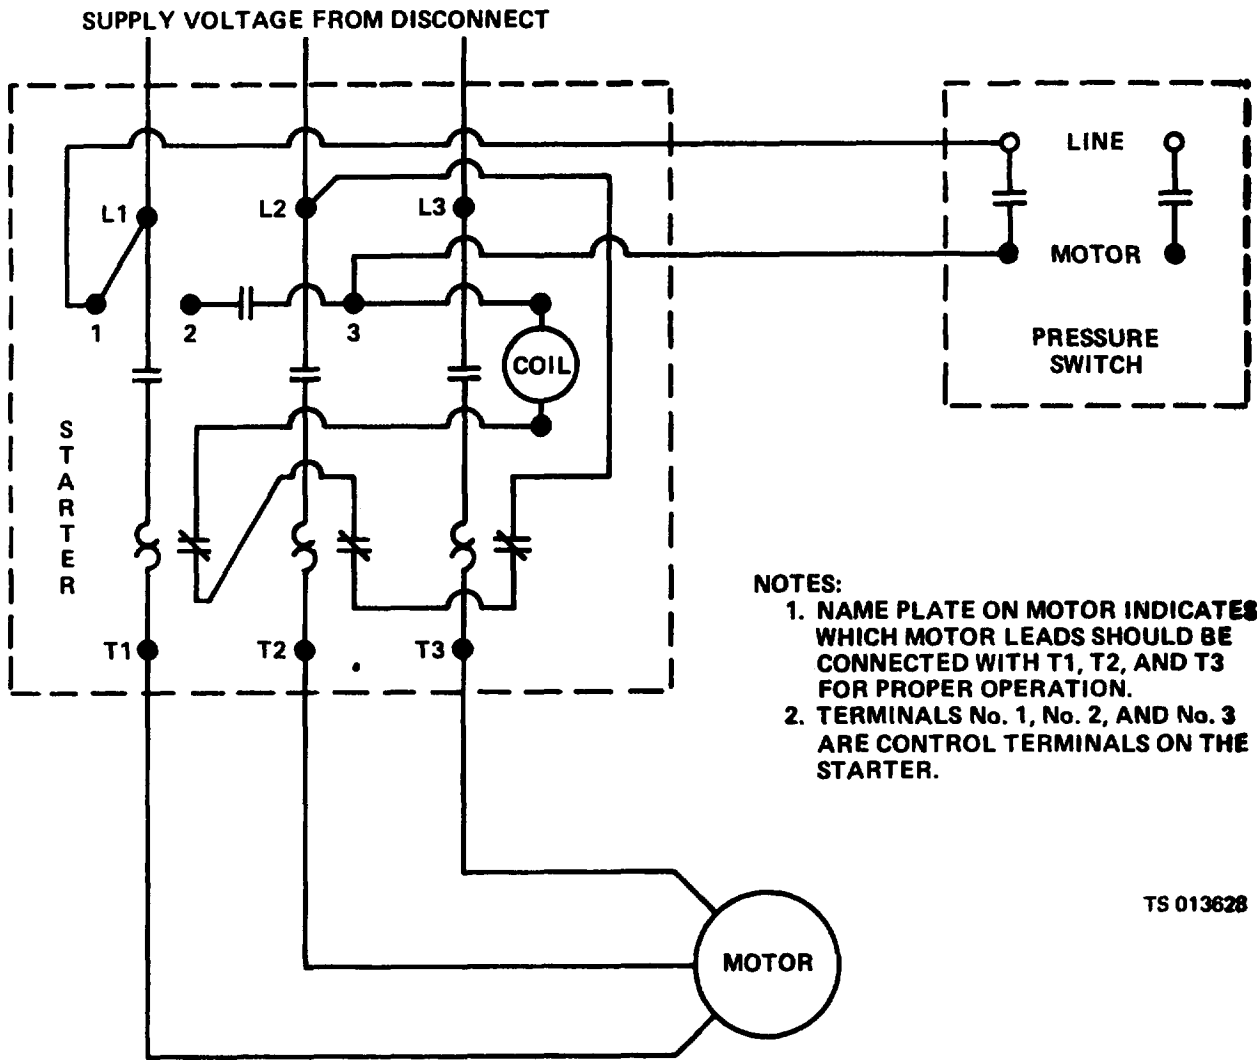 SUPPLY VOLTAGE FROM DISCONNECT
LINE
L1
L2
L3
MOTOR
1
2
3
COIL
PRESSURE
SWITCH
STARTER
T1
T2
T3
NOTES:
1. NAME PLATE ON MOTOR INDICATES
WHICH MOTOR LEADS SHOULD BE
CONNECTED WITH T1, T2, AND T3
FOR PROPER OPERATION.
2. TERMINALS No. 1, No. 2, AND No. 3
ARE CONTROL TERMINALS ON THE
STARTER.
TS 013628
MOTOR